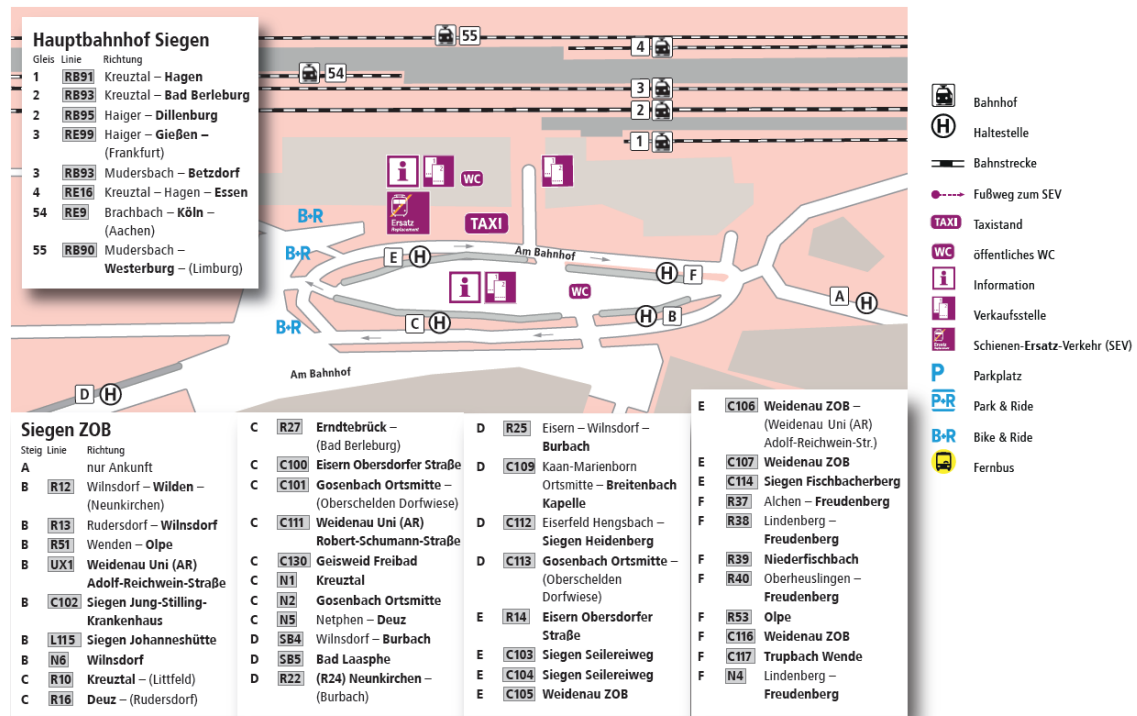 Hauptbahnhof Siegen
Gleis Linie Richtung
1 RB91 Kreuztal – Hagen
2 RB93 Kreuztal – Bad Berleburg
2 RB95 Haiger – Dillenburg
3 RE99 Haiger – Gießen –
(Frankfurt)
3 RB93 Mudersbach – Betzdorf
4 RE16 Kreuztal – Hagen – Essen
54 RE9 Brachbach – Köln –
(Aachen)
55 RB90 Mudersbach –
Westerburg – (Limburg)
55
4
54
3
2
1
i
WC
Ersatz
Replacement
TAXI
B+R
B+R
Am Bahnhof
E H
H F
i
WC
A H
B+R
C H
H B
Am Bahnhof
D H
Bahnhof
H Haltestelle
Bahnstrecke
Fußweg zum SEV
TAXI Taxistand
WC öffentliches WC
i Information
Verkaufsstelle
Ersatz
Schienen-Ersatz-Verkehr (SEV)
P Parkplatz
P+R Park & Ride
B+R Bike & Ride
Fernbus
Siegen ZOB
Steig Linie Richtung
A nur Ankunft
B R12 Wilnsdorf – Wilden –
(Neunkirchen)
B R13 Rudersdorf – Wilnsdorf
B R51 Wenden – Olpe
B UX1 Weidenau Uni (AR)
Adolf-Reichwein-Straße
B C102 Siegen Jung-Stilling-
Krankenhaus
B L115 Siegen Johanneshütte
B N6 Wilnsdorf
C R10 Kreuztal – (Littfeld)
C R16 Deuz – (Rudersdorf)
C R27 Erndtebrück –
(Bad Berleburg)
C C100 Eisern Obersdorfer Straße
C C101 Gosenbach Ortsmitte –
(Oberschelden Dorfwiese)
C C111 Weidenau Uni (AR)
Robert-Schumann-Straße
C C130 Geisweid Freibad
C N1 Kreuztal
C N2 Gosenbach Ortsmitte
C N5 Netphen – Deuz
D SB4 Wilnsdorf – Burbach
D SB5 Bad Laasphe
D R22 (R24) Neunkirchen –
(Burbach)
D R25 Eisern – Wilnsdorf –
Burbach
D C109 Kaan-Marienborn
Ortsmitte – Breitenbach
Kapelle
D C112 Eiserfeld Hengsbach –
Siegen Heidenberg
D C113 Gosenbach Ortsmitte –
(Oberschelden
Dorfwiese)
E R14 Eisern Obersdorfer
Straße
E C103 Siegen Seilereiweg
E C104 Siegen Seilereiweg
E C105 Weidenau ZOB
E C106 Weidenau ZOB –
(Weidenau Uni (AR)
Adolf-Reichwein-Str.)
E C107 Weidenau ZOB
E C114 Siegen Fischbacherberg
F R37 Alchen – Freudenberg
F R38 Lindenberg –
Freudenberg
F R39 Niederfischbach
F R40 Oberheuslingen –
Freudenberg
F R53 Olpe
F C116 Weidenau ZOB
F C117 Trupbach Wende
F N4 Lindenberg –
Freudenberg